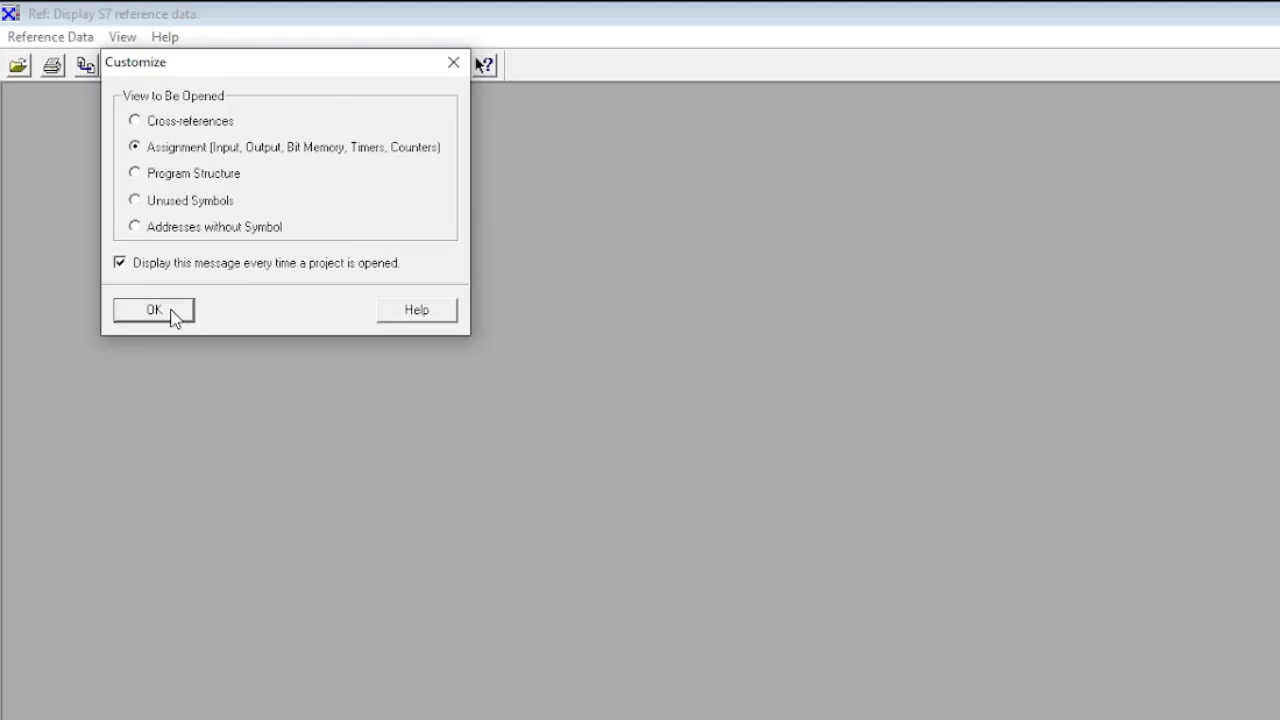 Ref: Display S7 reference data.
Reference Data View Help
Customize
View to Be Opened
Cross-references
Assignment (Input, Output, Bit Memory, Timers, Counters)
Program Structure
Unused Symbols
Addresses without Symbol
Display this message every time a project is opened.
OK Help